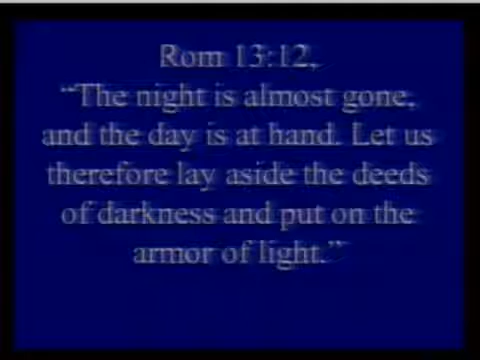 Rom 13:12,
“The night is almost gone,
and the day is at hand. Let us
therefore lay aside the deeds
of darkness and put on the
armor of light.”